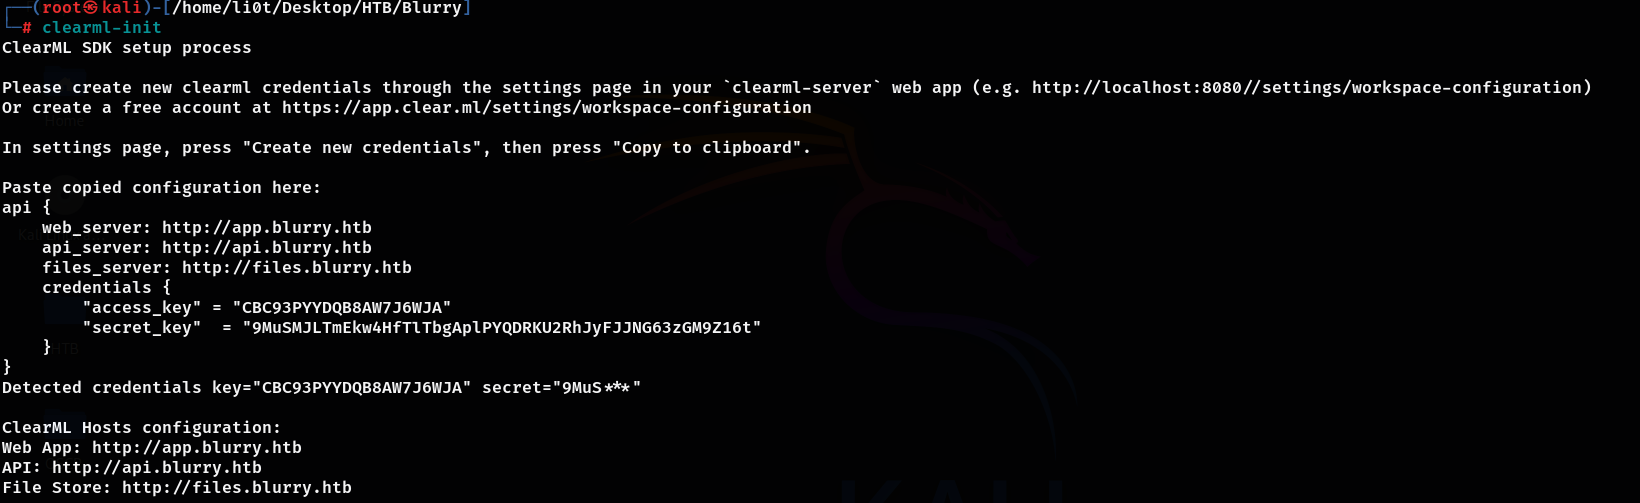 ┌──(root㉿kali)-[/home/li0t/Desktop/HTB/Blurry]
└─# clearml-init
ClearML SDK setup process
Please create new clearml credentials through the settings page in your `clearml-server` web app (e.g. http://localhost:8080//settings/workspace-configuration)
Or create a free account at https://app.clear.ml/settings/workspace-configuration
In settings page, press "Create new credentials", then press "Copy to clipboard".
Paste copied configuration here:
api {
    web_server: http://app.blurry.htb
    api_server: http://api.blurry.htb
    files_server: http://files.blurry.htb
    credentials {
        "access_key" = "CBC93PYYDQB8AW7J6WJA"
        "secret_key"  = "9MuSMJLTmEkw4HfTlTbgAplPYQDRKU2RhJyFJJNG63zGM9Z16t"
    }
}
Detected credentials key="CBC93PYYDQB8AW7J6WJA" secret="9MuS***"
ClearML Hosts configuration:
Web App: http://app.blurry.htb
API: http://api.blurry.htb
File Store: http://files.blurry.htb
Home
HTB
KALI